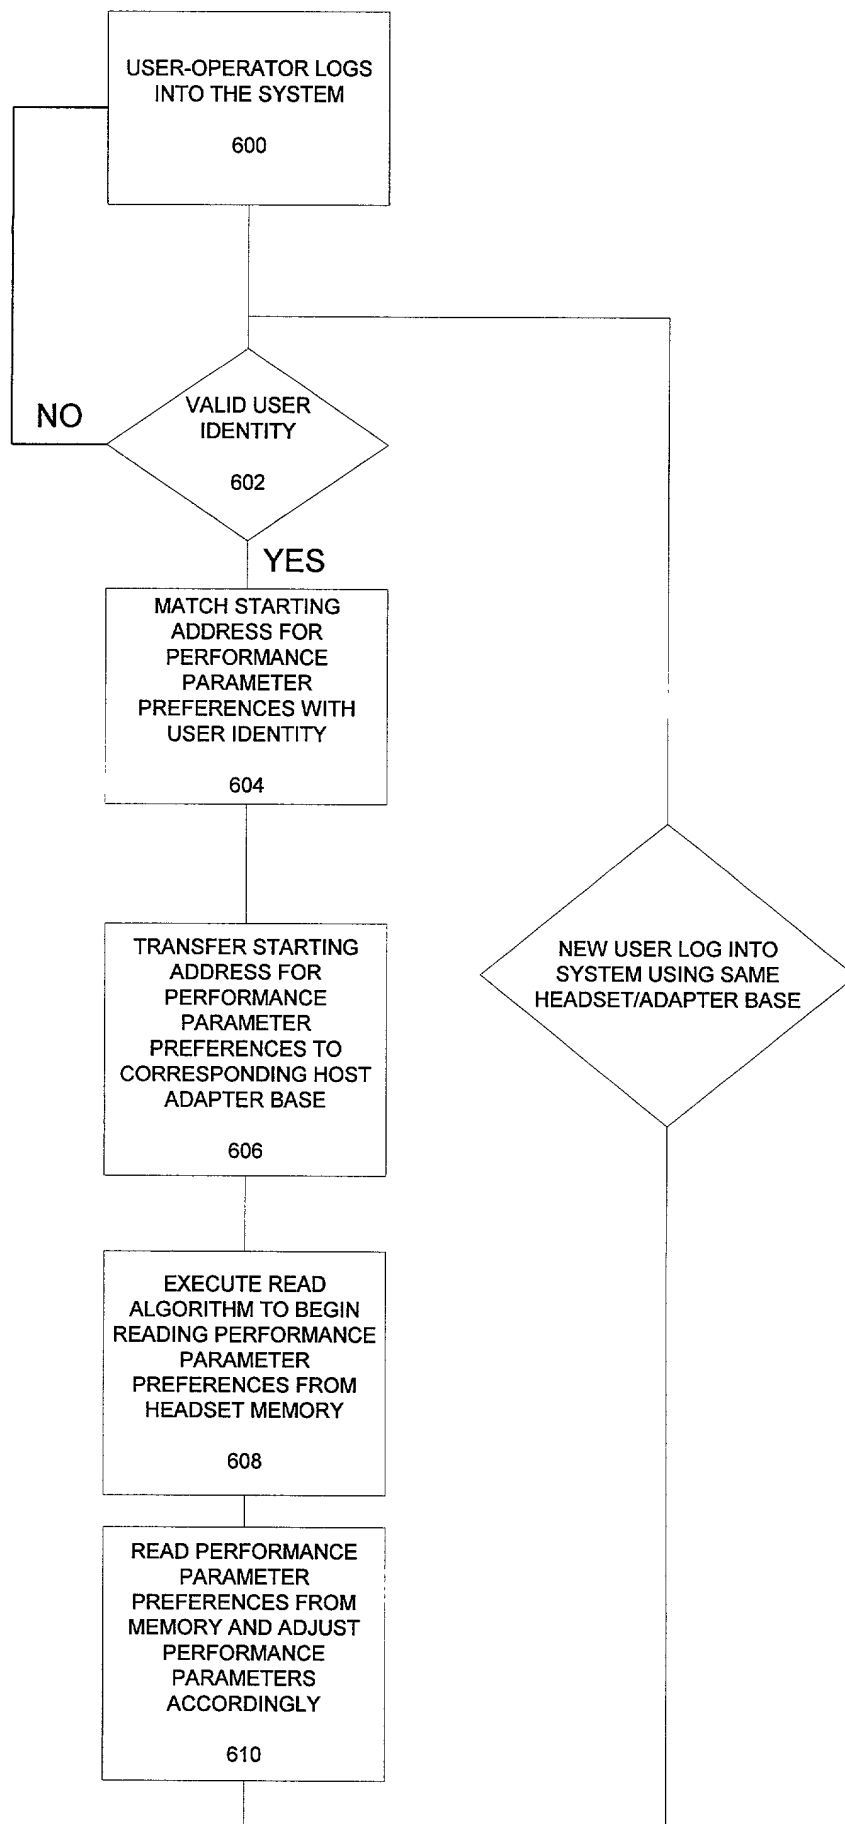 USER-OPERATOR LOGS
INTO THE SYSTEM
600
NO
VALID USER
IDENTITY
602
YES
MATCH STARTING
ADDRESS FOR
PERFORMANCE
PARAMETER
PREFERENCES WITH
USER IDENTITY
604
TRANSFER STARTING
ADDRESS FOR
PERFORMANCE
PARAMETER
PREFERENCES TO
CORRESPONDING HOST
ADAPTER BASE
606
NEW USER LOG INTO
SYSTEM USING SAME
HEADSET/ADAPTER BASE
EXECUTE READ
ALGORITHM TO BEGIN
READING PERFORMANCE
PARAMETER
PREFERENCES FROM
HEADSET MEMORY
608
READ PERFORMANCE
PARAMETER
PREFERENCES FROM
MEMORY AND ADJUST
PERFORMANCE
PARAMETERS
ACCORDINGLY
610